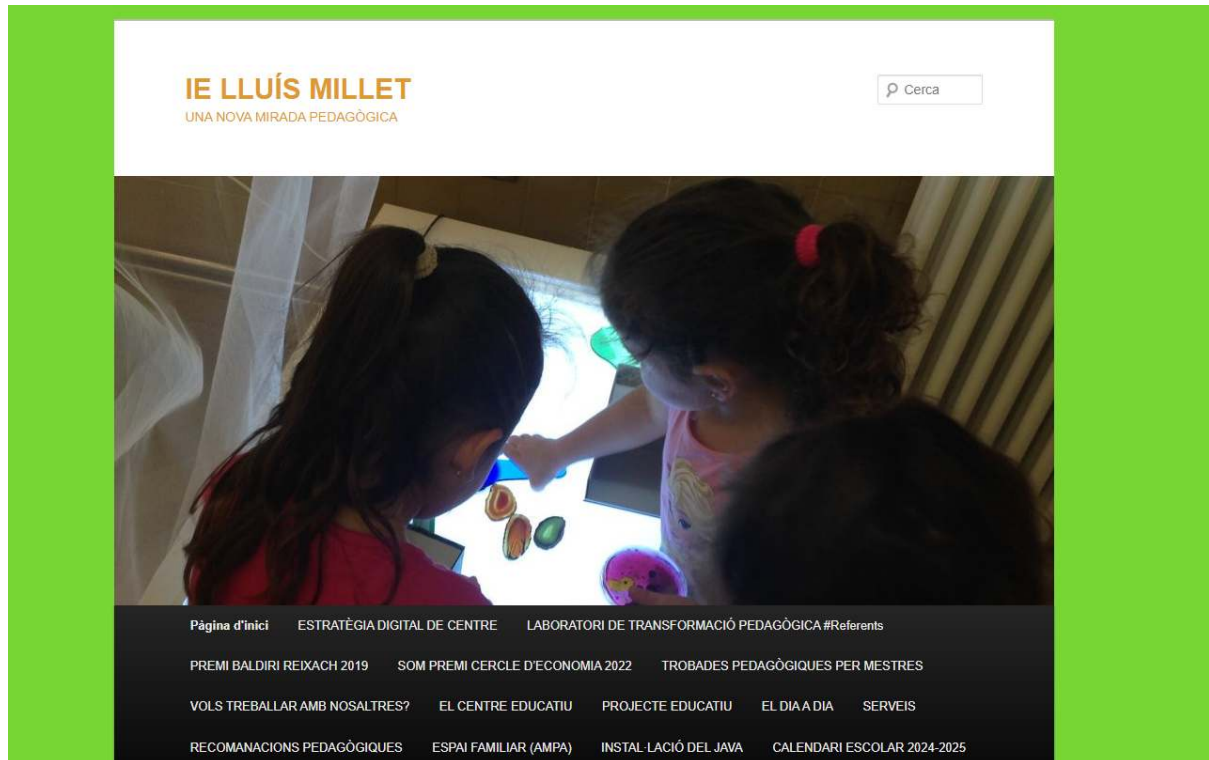 IE LLUÍS MILLET
UNA NOVA MIRADA PEDAGÒGICA
Cerca
Pàgina d'inici ESTRATÈGIA DIGITAL DE CENTRE LABORATORI DE TRANSFORMACIÓ PEDAGÒGICA #Referents
PREMI BALDIRI REIXACH 2019 SOM PREMI CERCLE D'ECONOMIA 2022 TROBADES PEDAGÒGIQUES PER MESTRES
VOLS TREBALLAR AMB NOSALTRES? EL CENTRE EDUCATIU PROJECTE EDUCATIU EL DIA A DIA SERVEIS
RECOMANACIONS PEDAGÒGIQUES ESPAI FAMILIAR (AMPA) INSTAL·LACIÓ DEL JAVA CALENDARI ESCOLAR 2024-2025